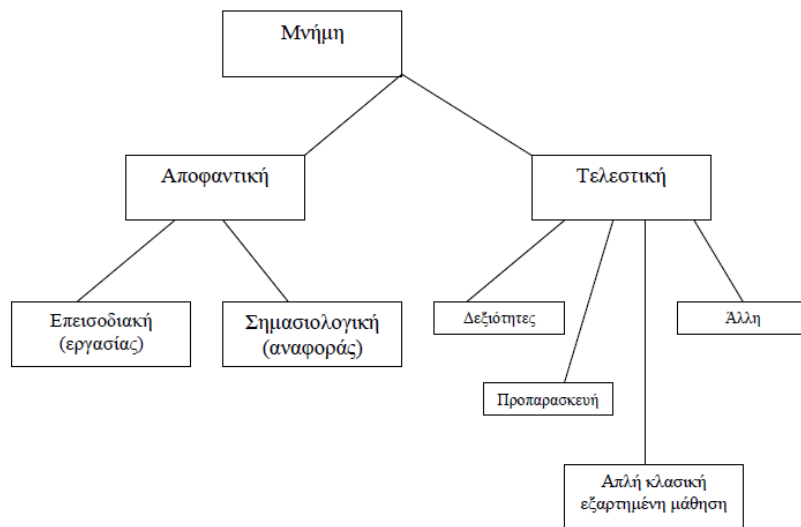 Μνήμη
Αποφαντική
Τελεστική
Επεισοδιακή
(εργασίας)
Σημασιολογική
(αναφοράς)
Δεξιότητες
Άλλη
Προπαρασκευή
Απλή κλασική
εξαρτημένη μάθηση